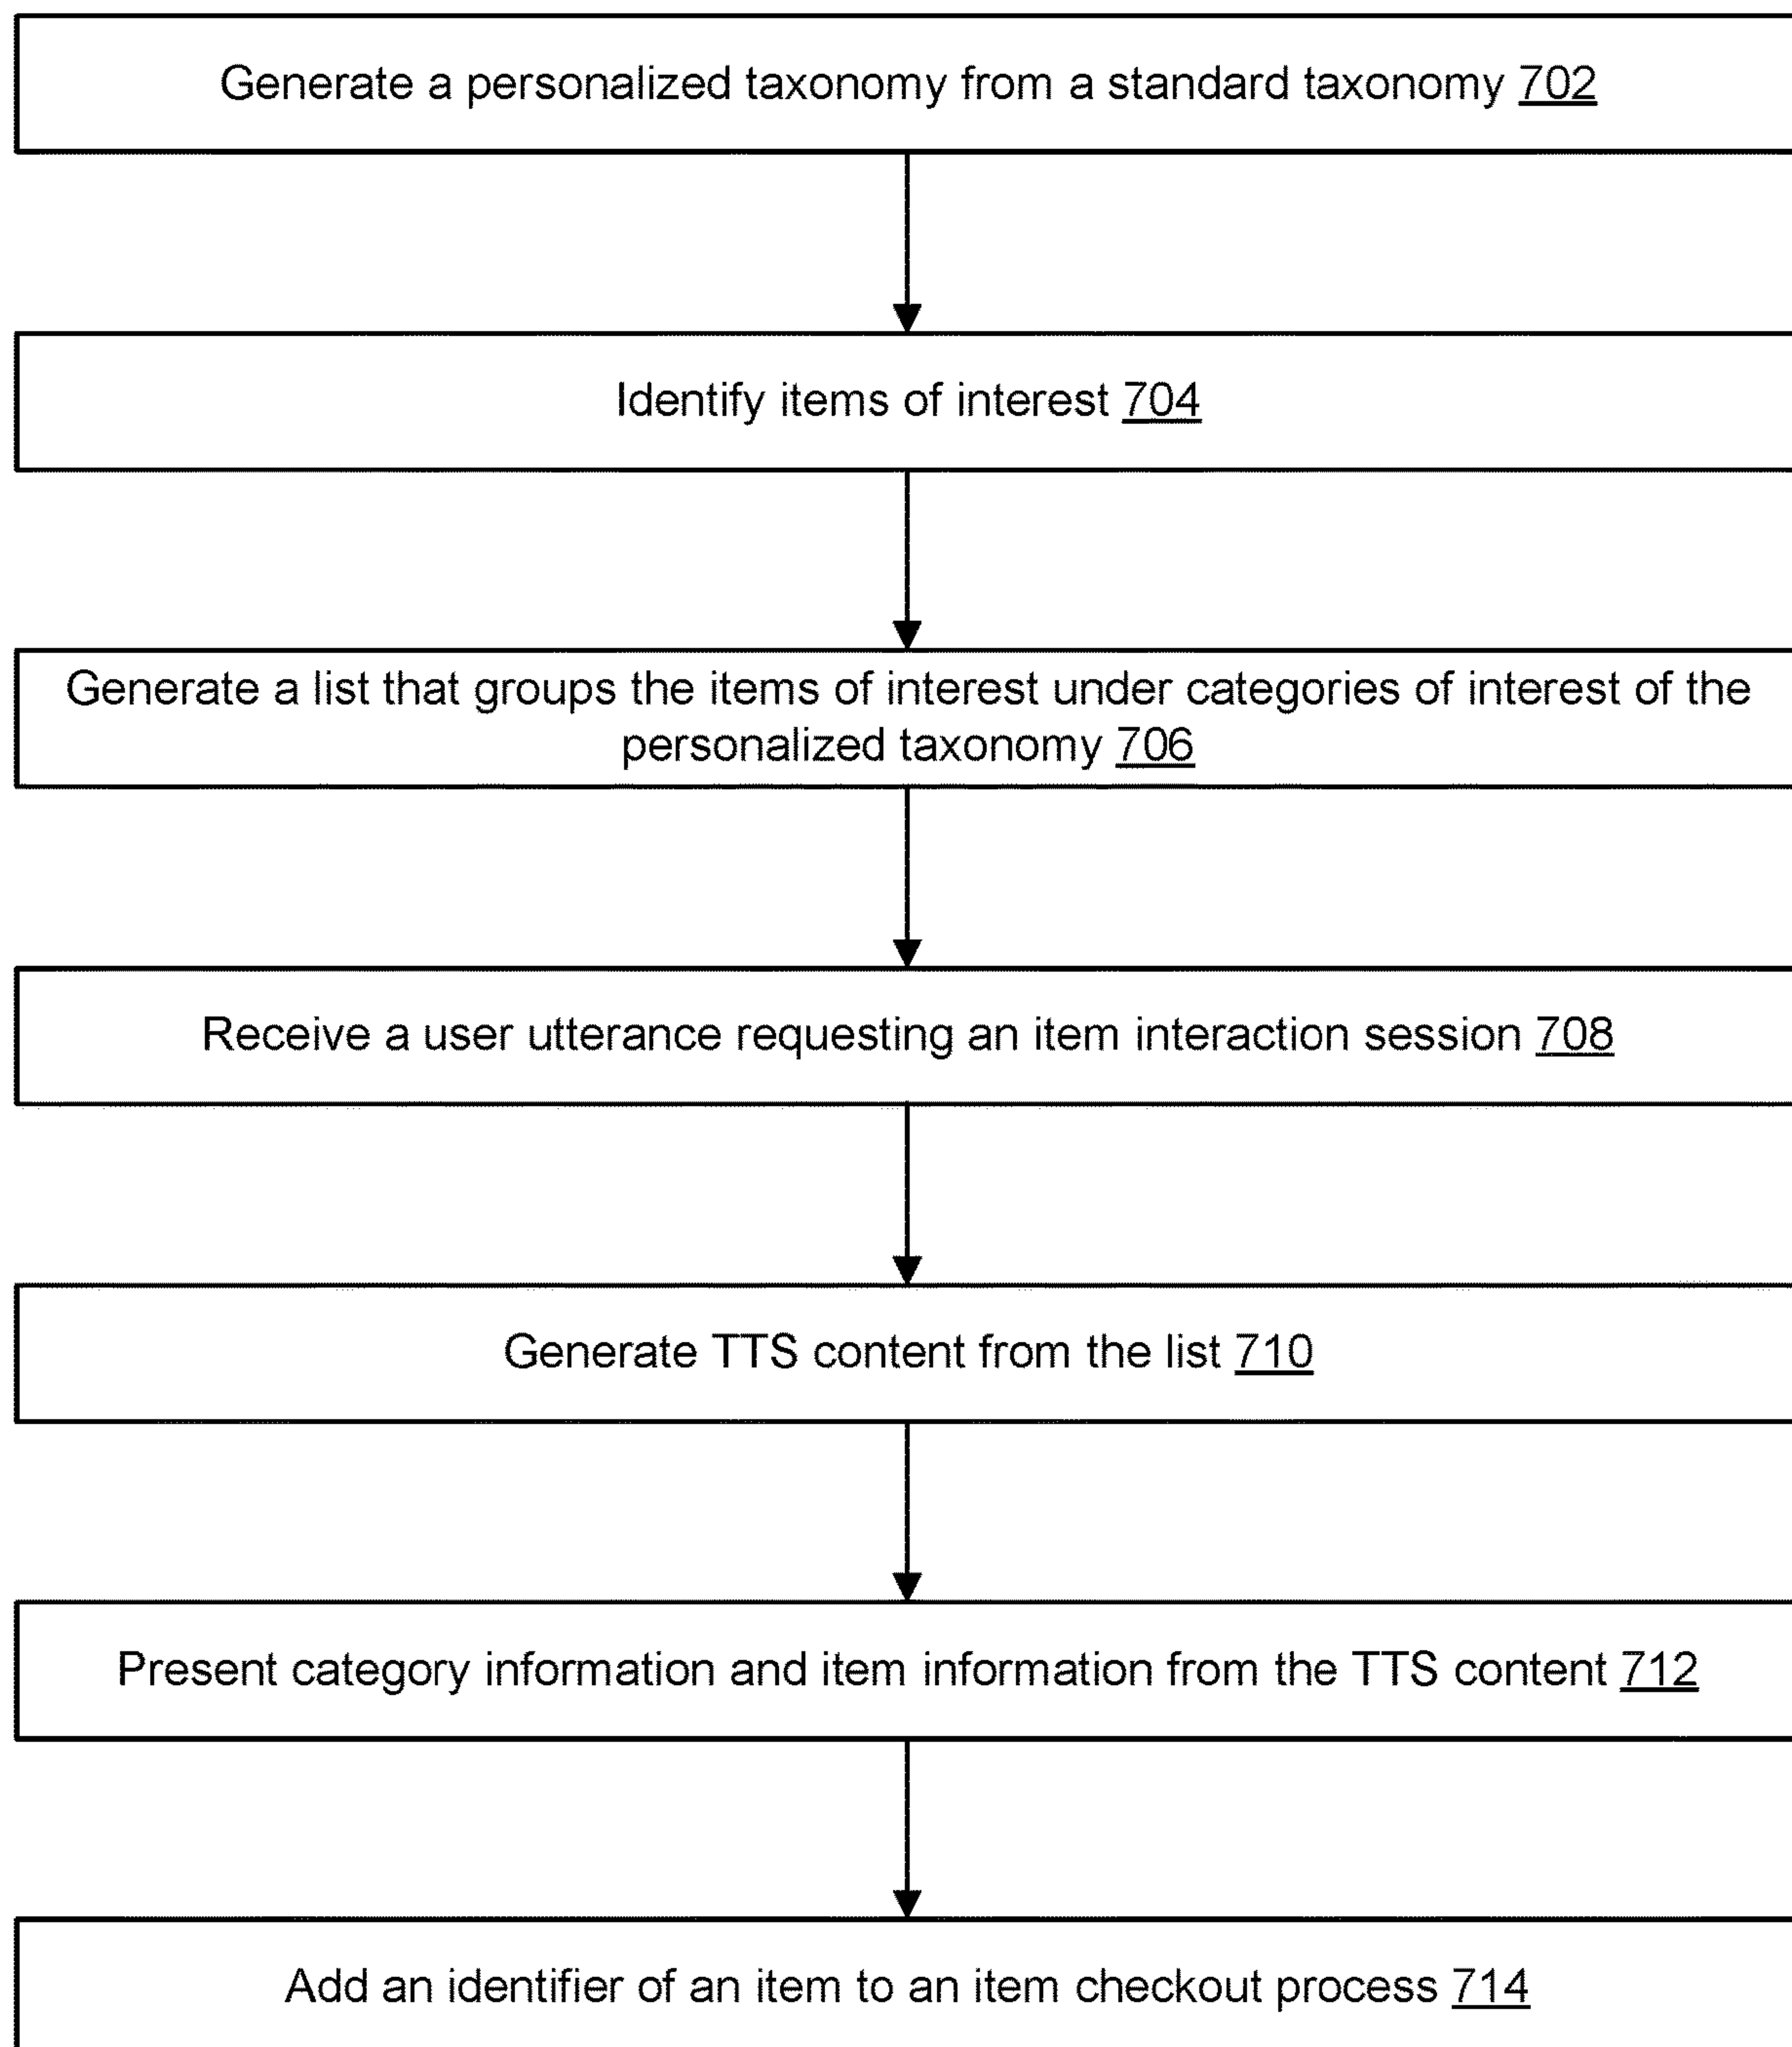 Generate a personalized taxonomy from a standard taxonomy 702
Identify items of interest 704
Generate a list that groups the items of interest under categories of interest of the
personalized taxonomy 706
Receive a user utterance requesting an item interaction session 708
Generate TTS content from the list 710
Present category information and item information from the TTS content 712
Add an identifier of an item to an item checkout process 714